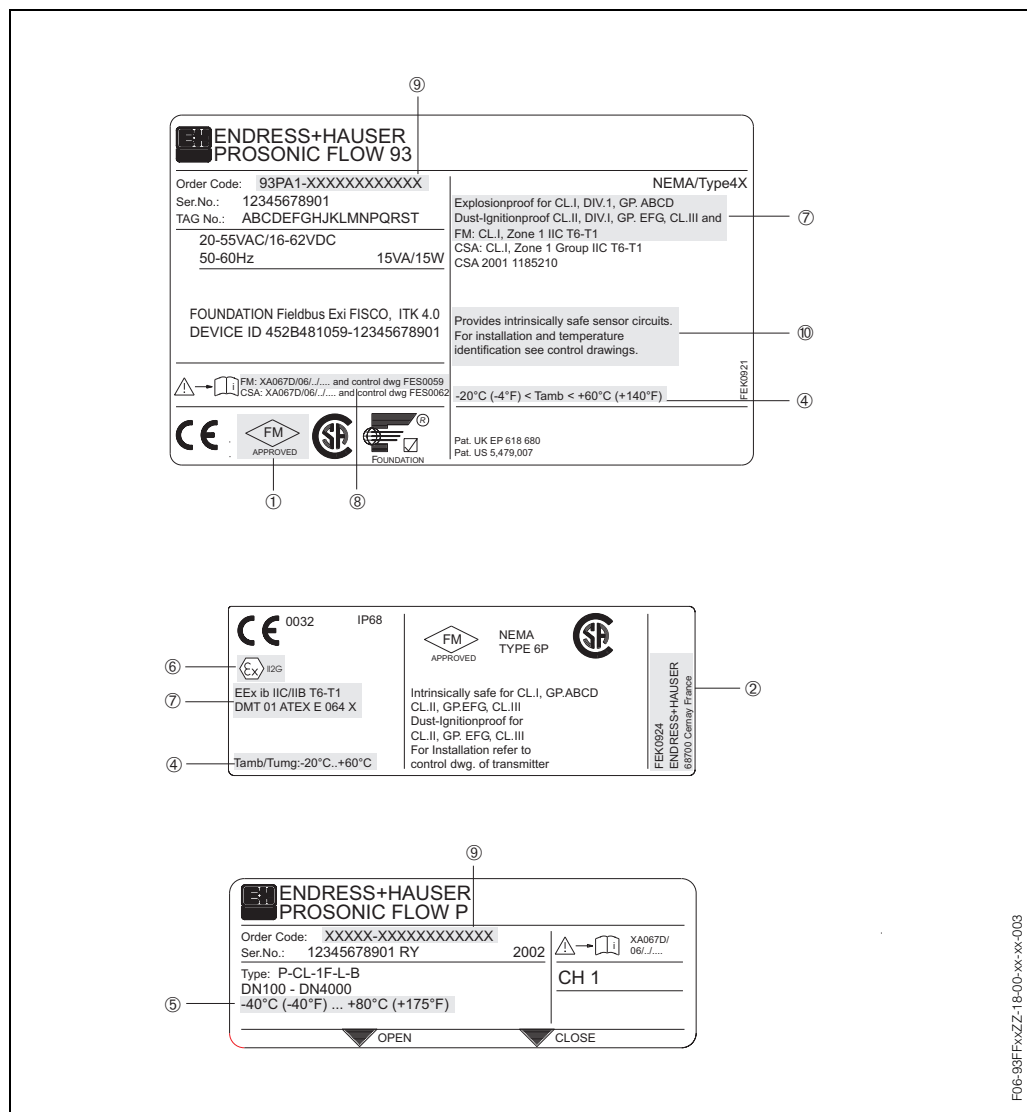 ⑨
E+H ENDRESS+HAUSER
PROSONIC FLOW 93
Order Code: 93PA1-XXXXXXXXXXXX
Ser.No.: 12345678901
TAG No.: ABCDEFGHJKLMNPQRST
20-55VAC/16-62VDC
50-60Hz 15VA/15W
FOUNDATION Fieldbus Exi FISCO, ITK 4.0
DEVICE ID 452B481059-12345678901
i FM: XA067D/06/../.... and control dwg FES0059
CSA: XA067D/06/../.... and control dwg FES0062
CE FM APPROVED SA F ® FOUNDATION
NEMA/Type4X
Explosionproof for CL.I, DIV.1, GP. ABCD
Dust-Ignitionproof CL.II, DIV.I, GP. EFG, CL.III and
FM: CL.I, Zone 1 IIC T6-T1
CSA: CL.I, Zone 1 Group IIC T6-T1
CSA 2001 1185210
⑦
Provides intrinsically safe sensor circuits.
For installation and temperature
identification see control drawings.
⑩
-20°C (-4°F) < Tamb < +60°C (+140°F)
④
Pat. UK EP 618 680
Pat. US 5,479,007
FEK0921
①
⑧
CE 0032 IP68
⑥
Ex II2G
⑦
EEx ib IIC/IIB T6-T1
DMT 01 ATEX E 064 X
④
Tamb/Tumg:-20°C..+60°C
FM APPROVED
NEMA
TYPE 6P
SA
Intrinsically safe for CL.I, GP.ABCD
CL.II, GP.EFG, CL.III
Dust-Ignitionproof for
CL.II, GP. EFG, CL.III
For Installation refer to
control dwg. of transmitter
FEK0924
ENDRESS+HAUSER
68700 Cernay France
②
⑨
E+H ENDRESS+HAUSER
PROSONIC FLOW P
Order Code: XXXXX-XXXXXXXXXXXX
Ser.No.: 12345678901 RY 2002
Type: P-CL-1F-L-B
DN100 - DN4000
⑤
-40°C (-40°F) ... +80°C (+175°F)
i XA067D/
06/../....
CH 1
OPEN
CLOSE
F06-93FFxxZZ-18-00-xx-xx-003